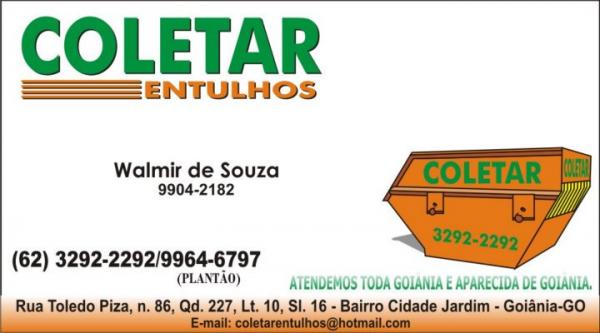 COLETAR
ENTULHOS
Walmir de Souza
9904-2182
COLETAR
COLETAR
3292-2292
(62) 3292-2292/9964-6797
(PLANTÃO)
ATENDEMOS TODA GOIÂNIA E APARECIDA DE GOIÂNIA.
Rua Toledo Piza, n. 86, Qd. 227, Lt. 10, Sl. 16 - Bairro Cidade Jardim - Goiânia-GO
E-mail: coletarentulhos@hotmail.com